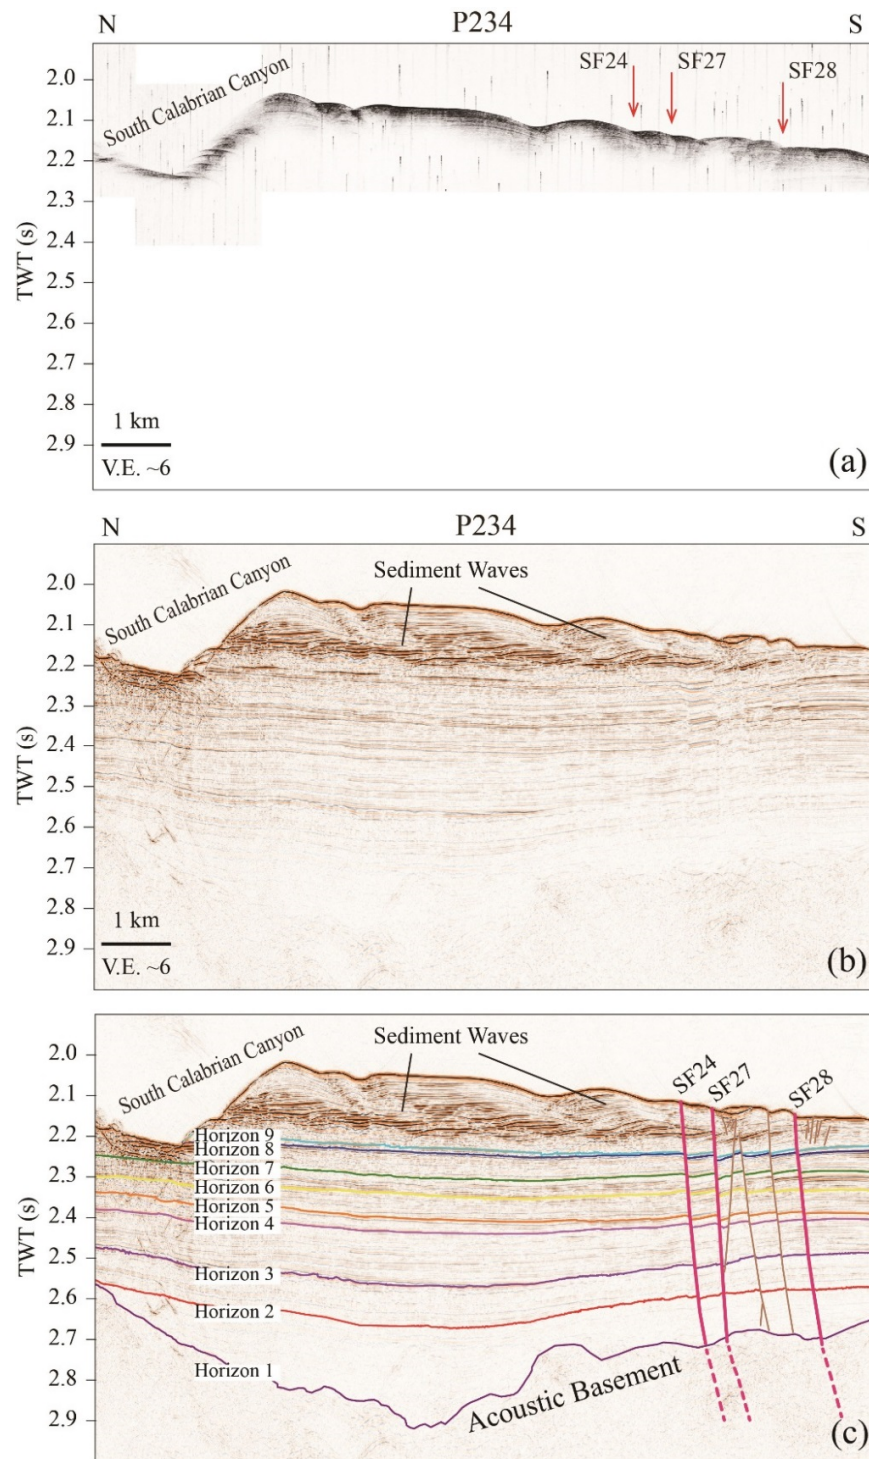 N P234 S
SF24 SF27
SF28
South Calabrian Canyon
2.0
2.1
2.2
2.3
2.4
2.5
2.6
2.7
2.8
2.9
TWT (s)
1 km
V.E. ~6
(a)
N P234 S
Sediment Waves
South Calabrian Canyon
2.0
2.1
2.2
2.3
2.4
2.5
2.6
2.7
2.8
2.9
TWT (s)
1 km
V.E. ~6
(b)
Sediment Waves
South Calabrian Canyon
SF24
SF27
SF28
2.0
2.1
2.2
2.3
2.4
2.5
2.6
2.7
2.8
2.9
TWT (s)
Horizon 9
Horizon 8
Horizon 7
Horizon 6
Horizon 5
Horizon 4
Horizon 3
Horizon 2
Horizon 1
Acoustic Basement
(c)